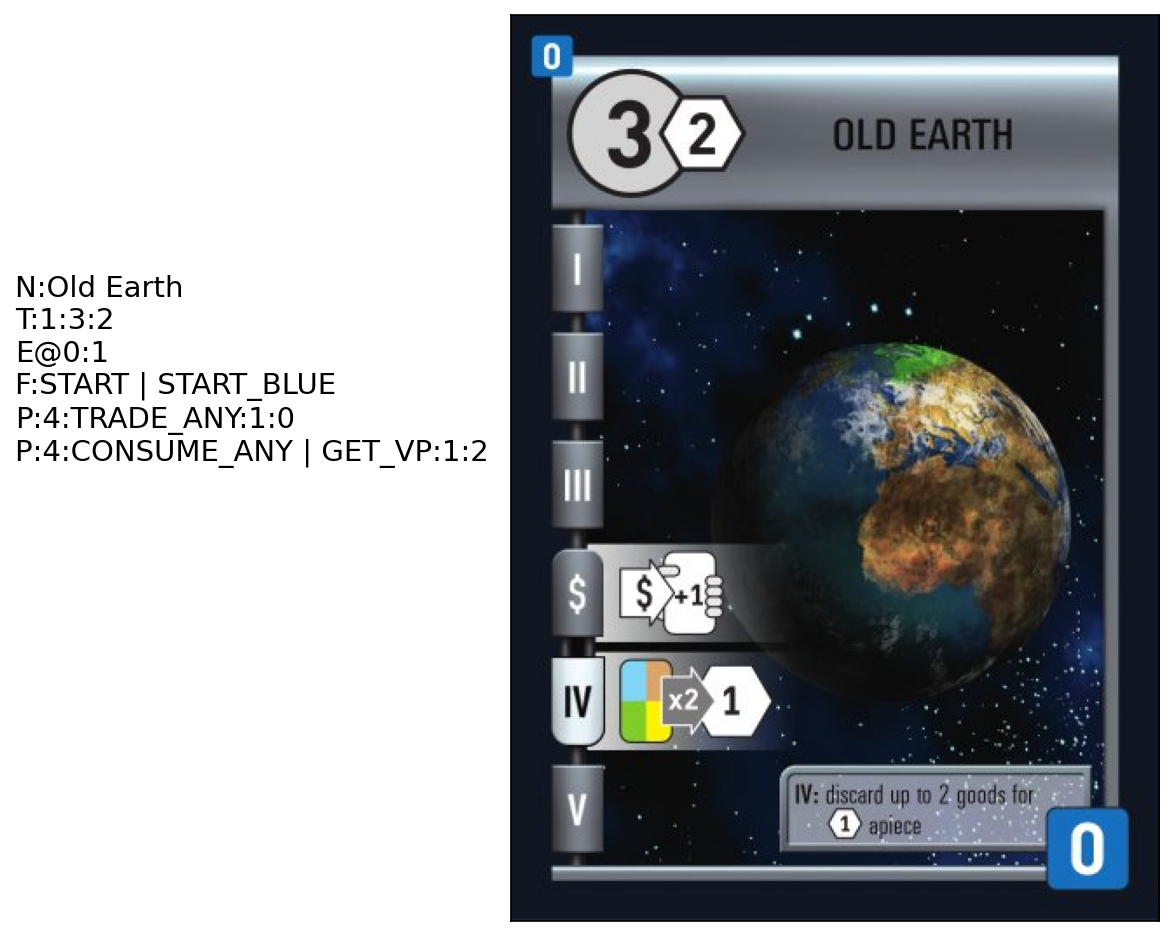 N:Old Earth
T:1:3:2
E@0:1
F:START | START_BLUE
P:4:TRADE_ANY:1:0
P:4:CONSUME_ANY | GET_VP:1:2
0
3 2 OLD EARTH
I
II
III
$ $ +1
IV x2 1
V
IV: discard up to 2 goods for
1 apiece
0